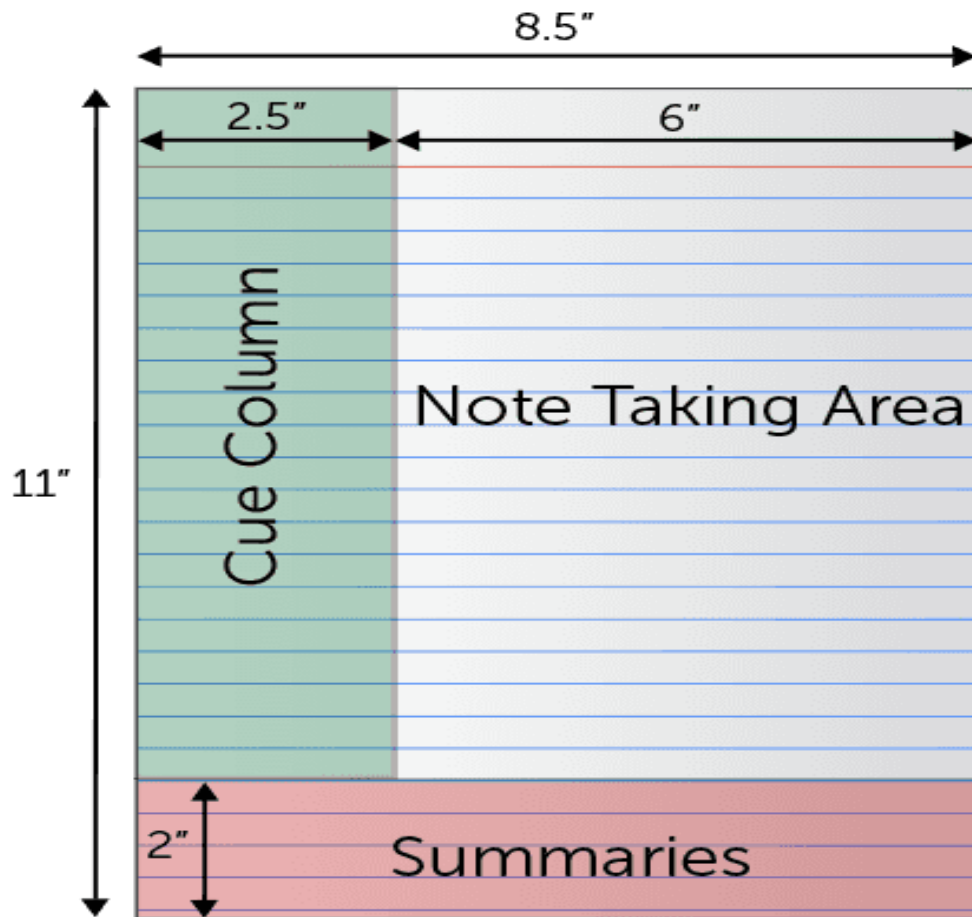 8.5″
2.5″
6″
Cue Column
Note Taking Area
11″
2″
Summaries